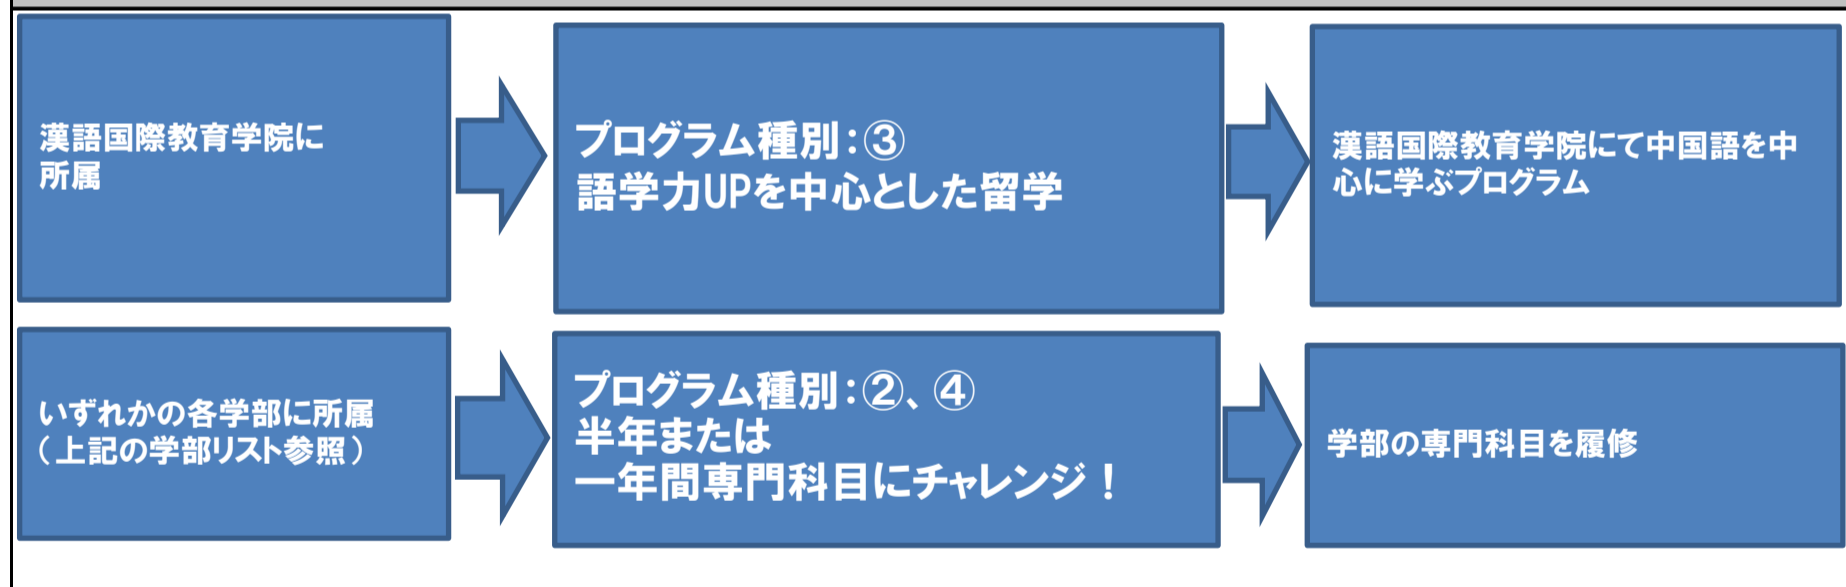 漢語国際教育学院に
所属
プログラム種別：③
語学力UPを中心とした留学
漢語国際教育学院にて中国語を中
心に学ぶプログラム
いずれかの各学部に所属
（上記の学部リスト参照）
プログラム種別：②、④
半年または
一年間専門科目にチャレンジ！
学部の専門科目を履修